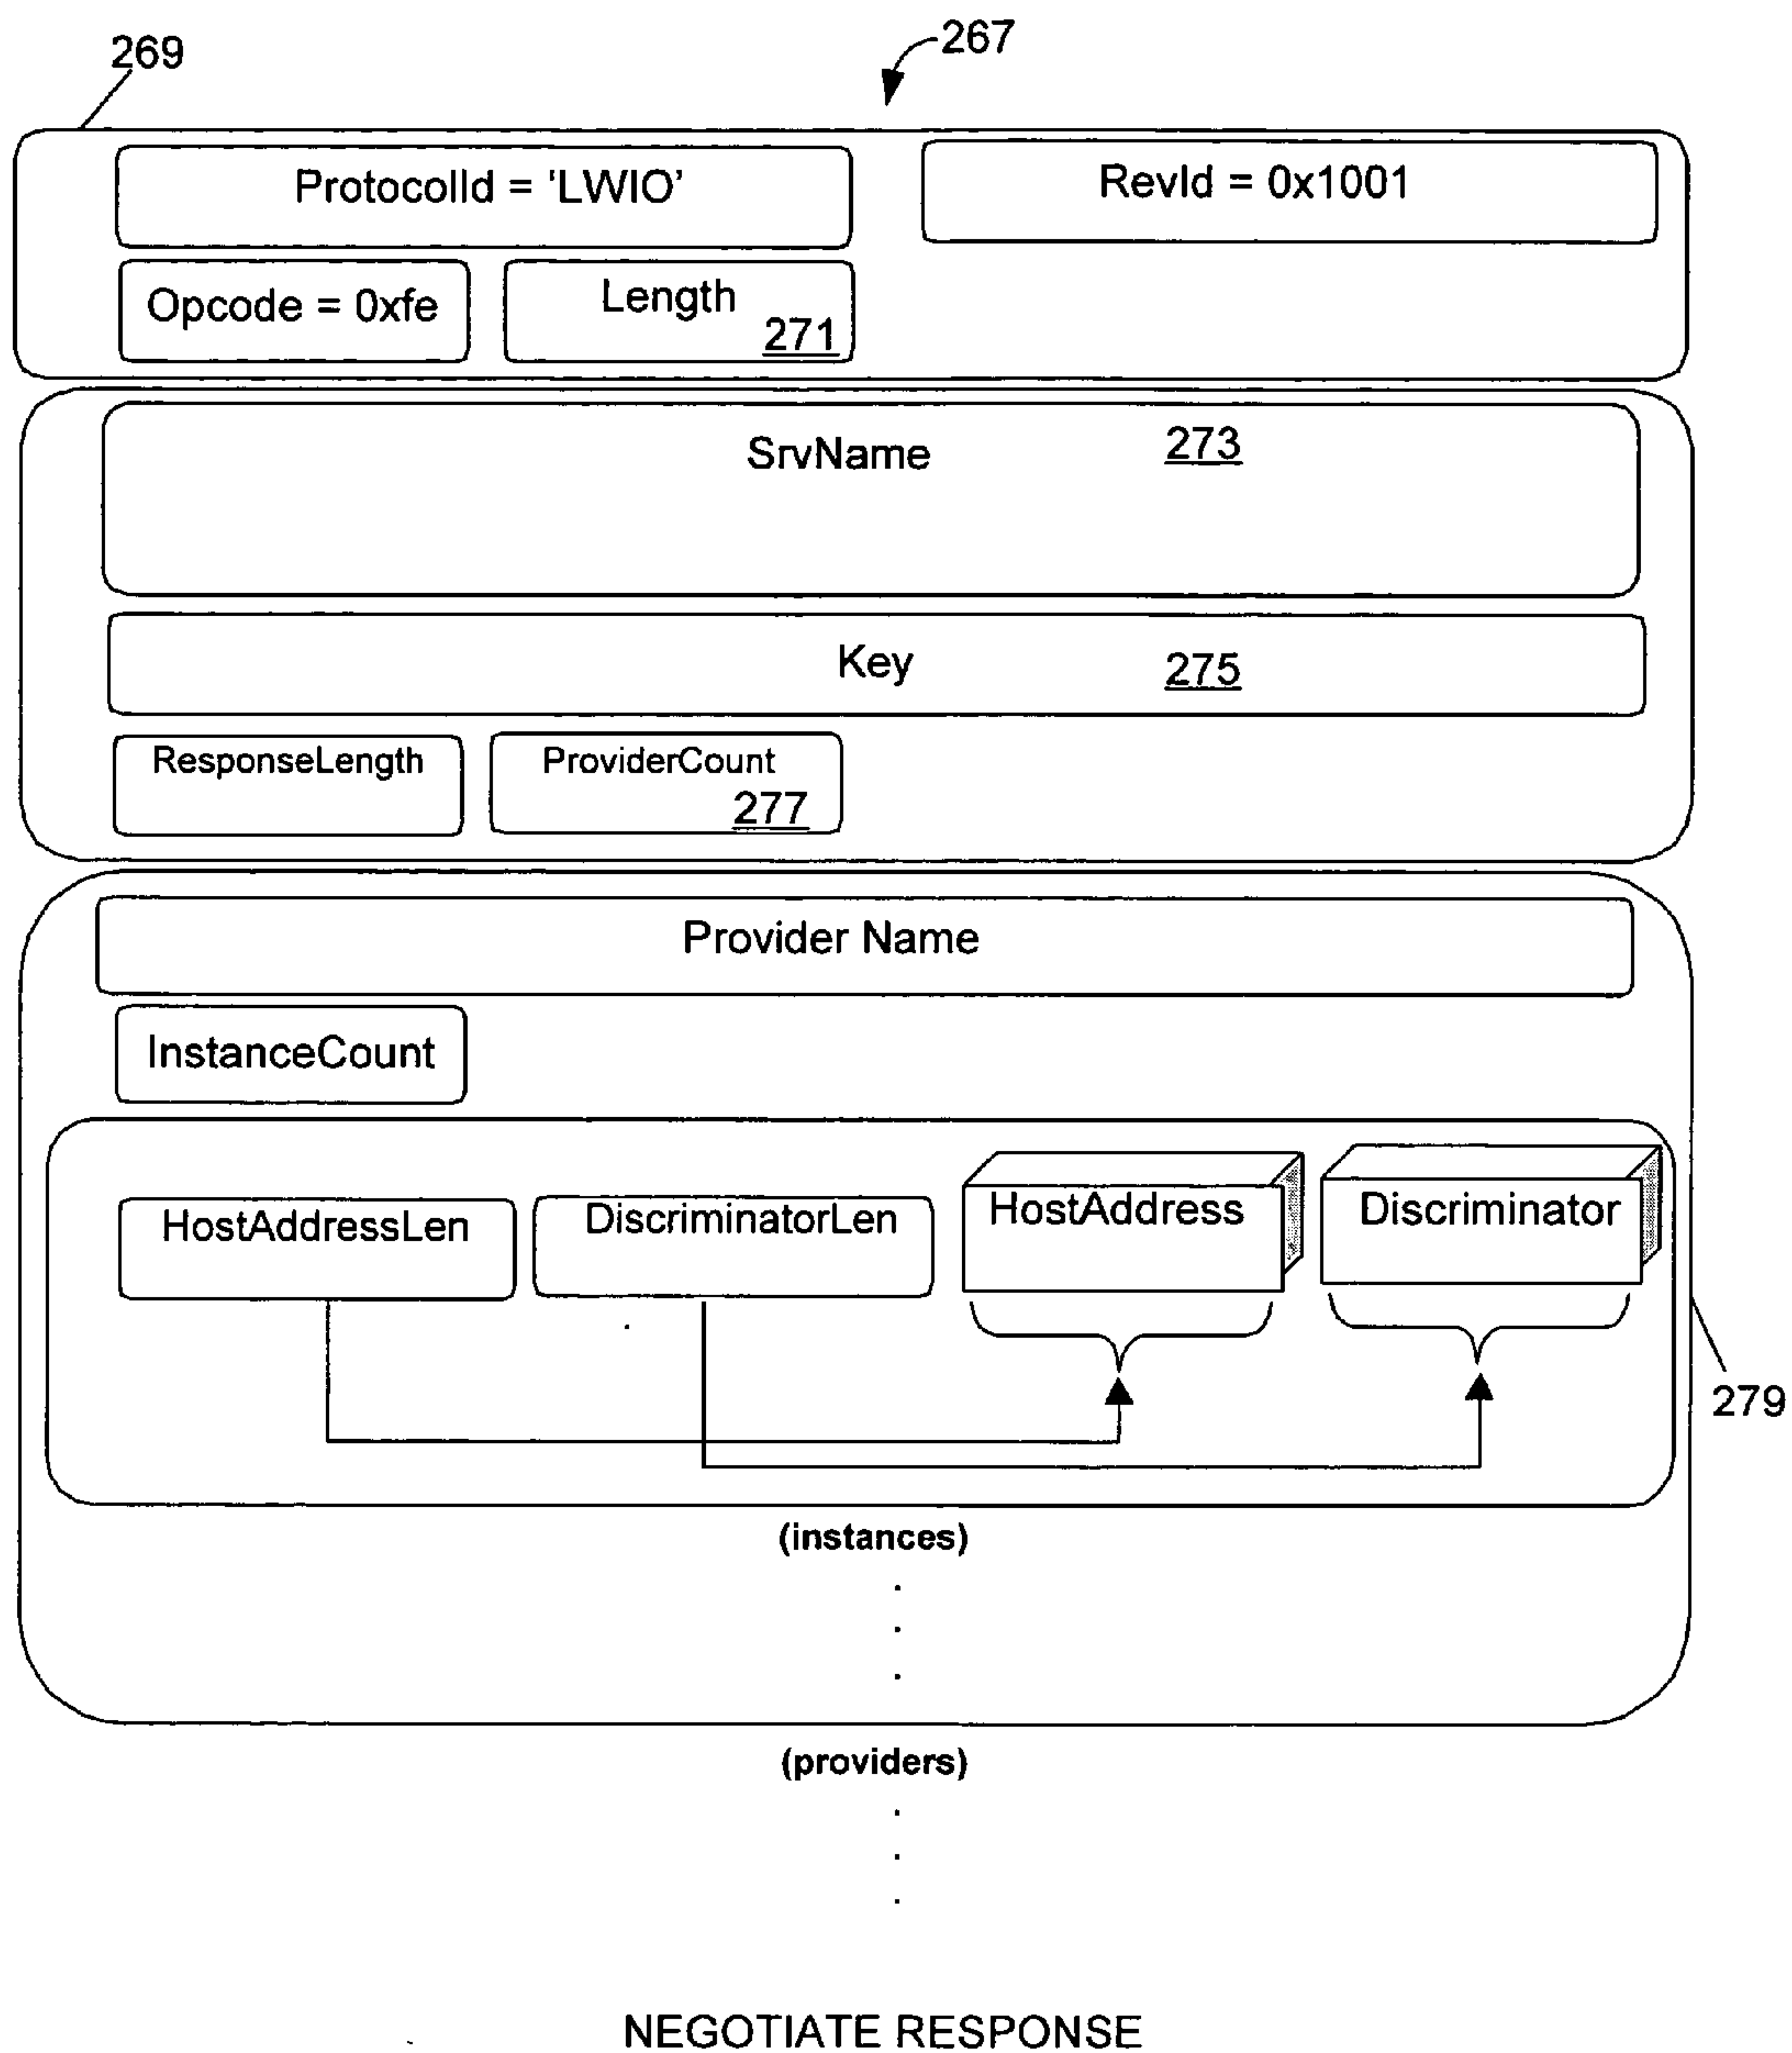 269
267
ProtocolId = 'LWIO'
RevId = 0x1001
Opcode = 0xfe
Length
271
SrvName
273
Key
275
ResponseLength
ProviderCount
277
Provider Name
InstanceCount
HostAddressLen
DiscriminatorLen
HostAddress
Discriminator
279
(instances)
(providers)
NEGOTIATE RESPONSE